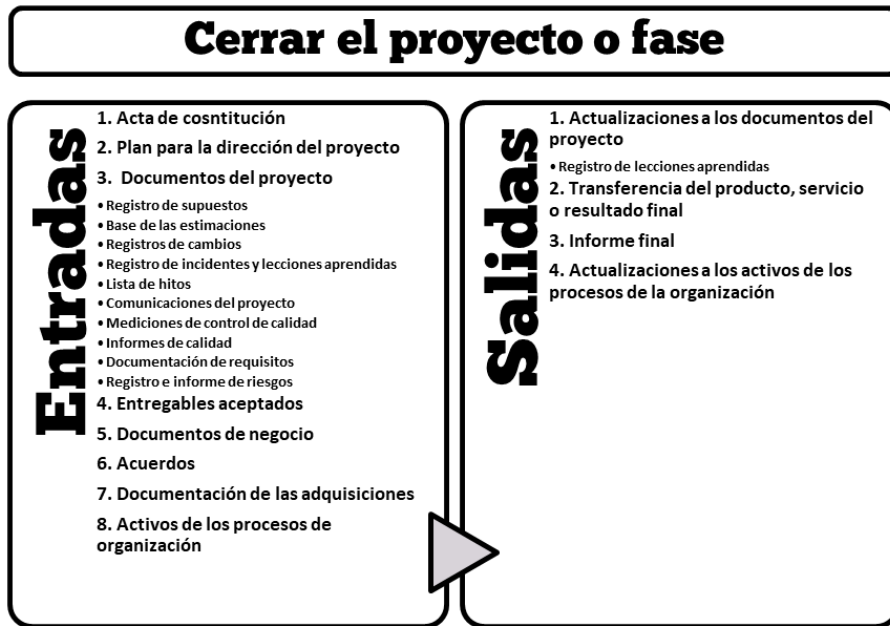 Cerrar el proyecto o fase
Entradas
1. Acta de cosntitución
2. Plan para la dirección del proyecto
3. Documentos del proyecto
• Registro de supuestos
• Base de las estimaciones
• Registros de cambios
• Registro de incidentes y lecciones aprendidas
• Lista de hitos
• Comunicaciones del proyecto
• Mediciones de control de calidad
• Informes de calidad
• Documentación de requisitos
• Registro e informe de riesgos
4. Entregables aceptados
5. Documentos de negocio
6. Acuerdos
7. Documentación de las adquisiciones
8. Activos de los procesos de
organización
Salidas
1. Actualizaciones a los documentos del
proyecto
• Registro de lecciones aprendidas
2. Transferencia del producto, servicio
o resultado final
3. Informe final
4. Actualizaciones a los activos de los
procesos de la organización